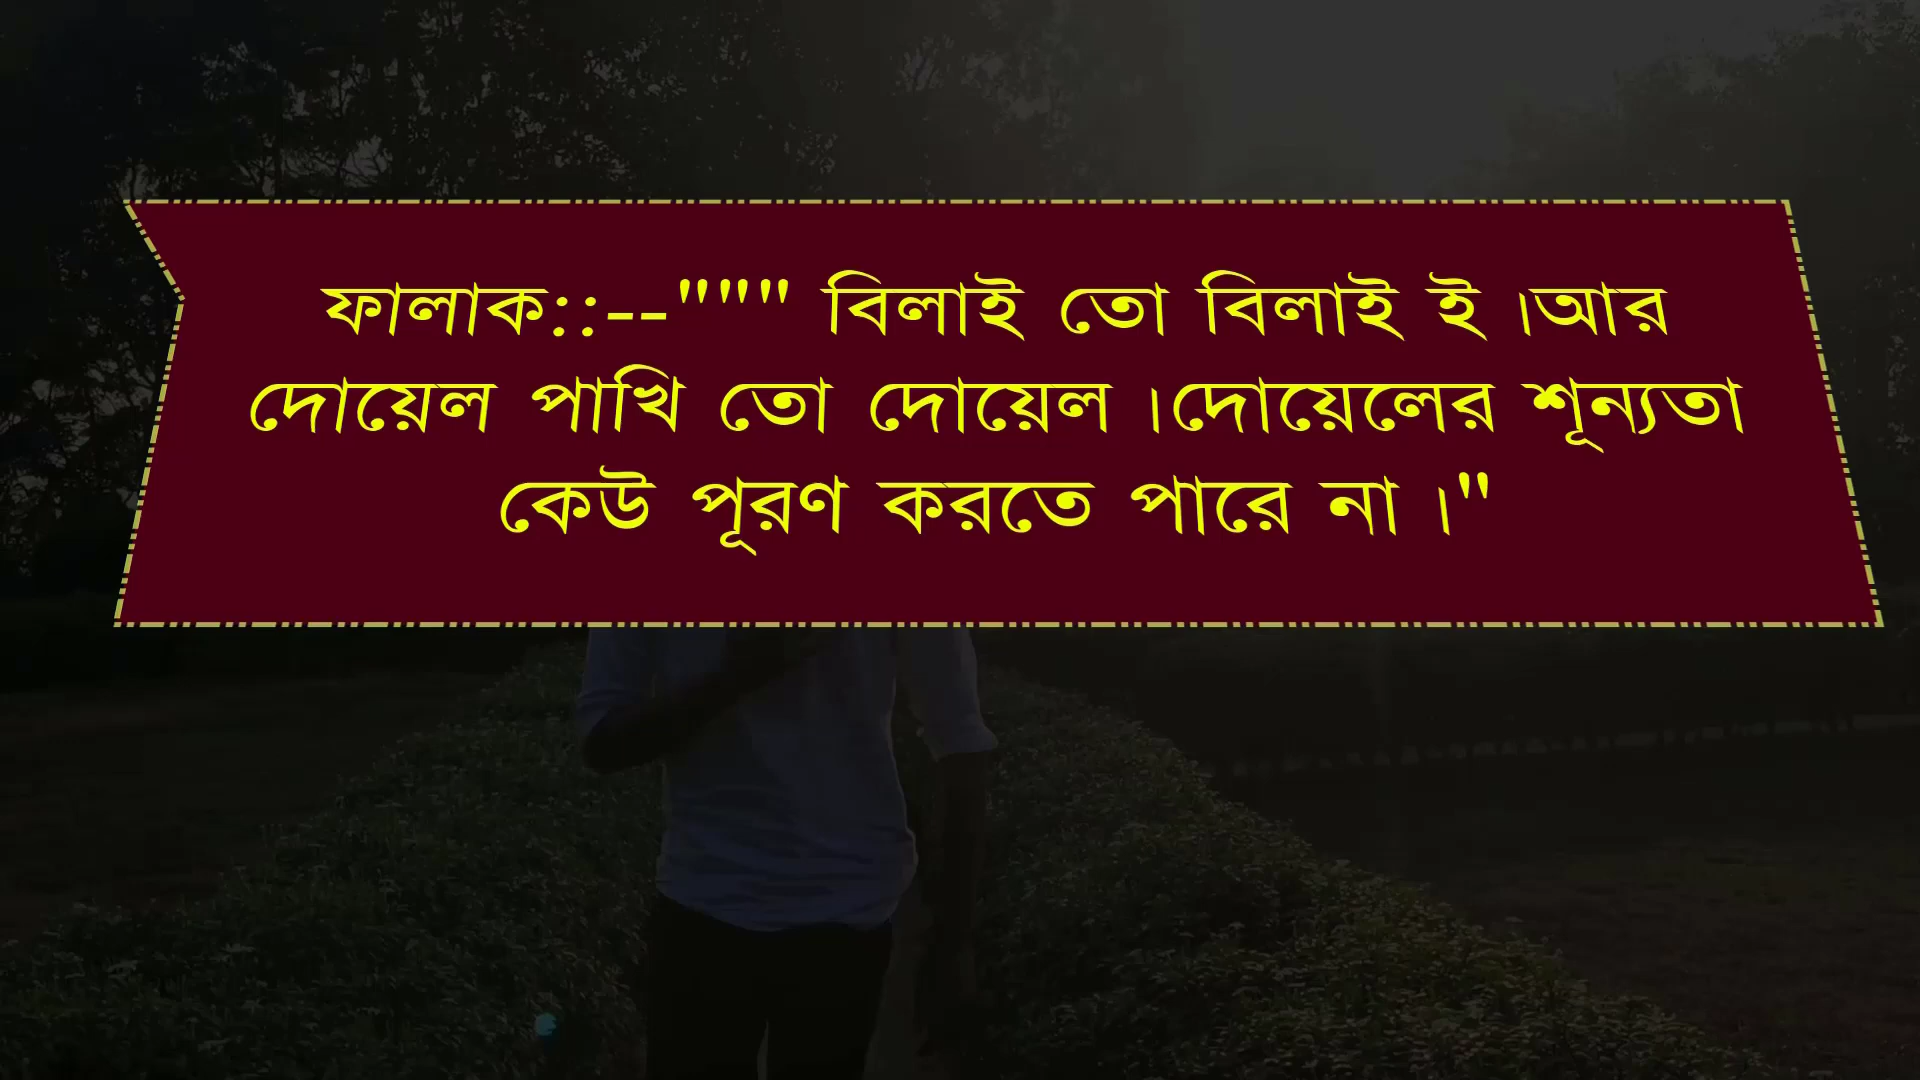 ফালাক::--""" বিলাই তো বিলাই ই ।আর
দোয়েল পাখি তো দোয়েল ।দোয়েলের শূন্যতা
কেউ পূরণ করতে পারে না ।"